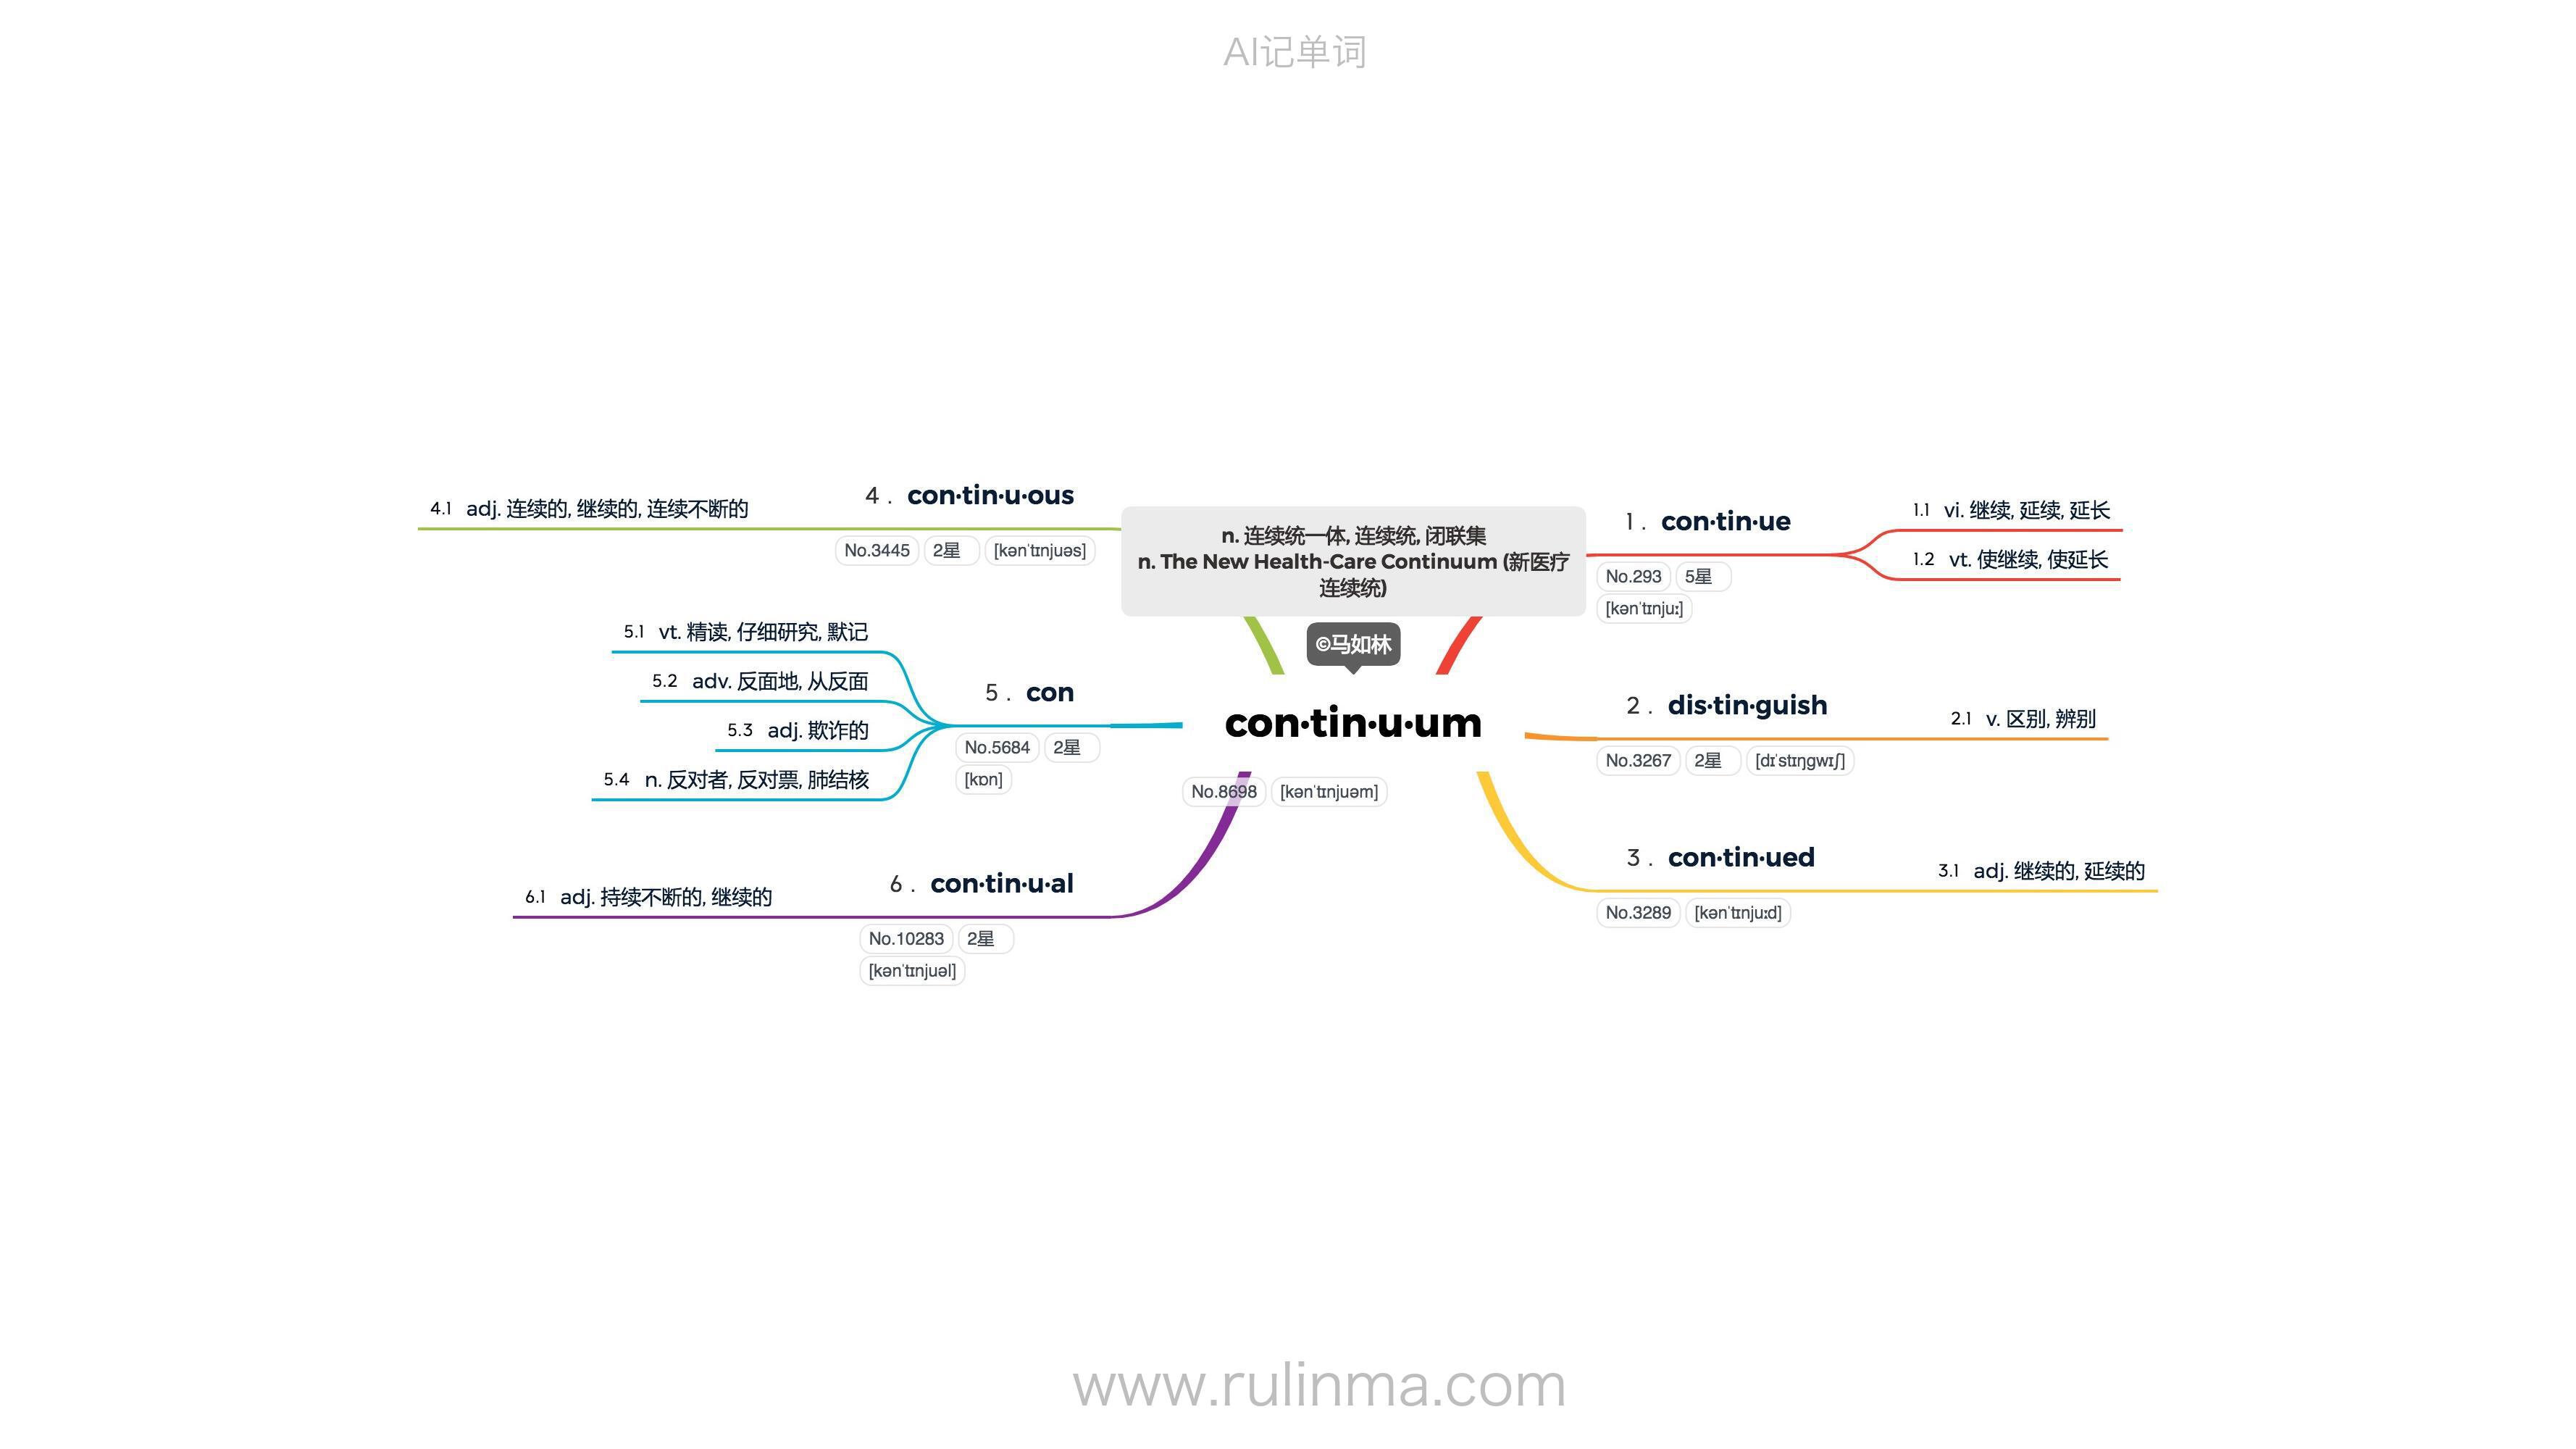 AI记单词
n. 连续统一体, 连续统, 闭联集
n. The New Health-Care Continuum (新医疗
连续统)
©马如林
con·tin·u·um
No.8698 [kənˈtɪnjuəm]
1 . con·tin·ue
No.293 5星
[kənˈtɪnjuː]
1.1 vi. 继续, 延续, 延长
1.2 vt. 使继续, 使延长
2 . dis·tin·guish
No.3267 2星 [dɪˈstɪŋɡwɪʃ]
2.1 v. 区别, 辨别
3 . con·tin·ued
No.3289 [kənˈtɪnjuːd]
3.1 adj. 继续的, 延续的
4 . con·tin·u·ous
No.3445 2星 [kənˈtɪnjuəs]
4.1 adj. 连续的, 继续的, 连续不断的
5 . con
No.5684 2星
[kɒn]
5.1 vt. 精读, 仔细研究, 默记
5.2 adv. 反面地, 从反面
5.3 adj. 欺诈的
5.4 n. 反对者, 反对票, 肺结核
6 . con·tin·u·al
No.10283 2星
[kənˈtɪnjuəl]
6.1 adj. 持续不断的, 继续的
www.rulinma.com